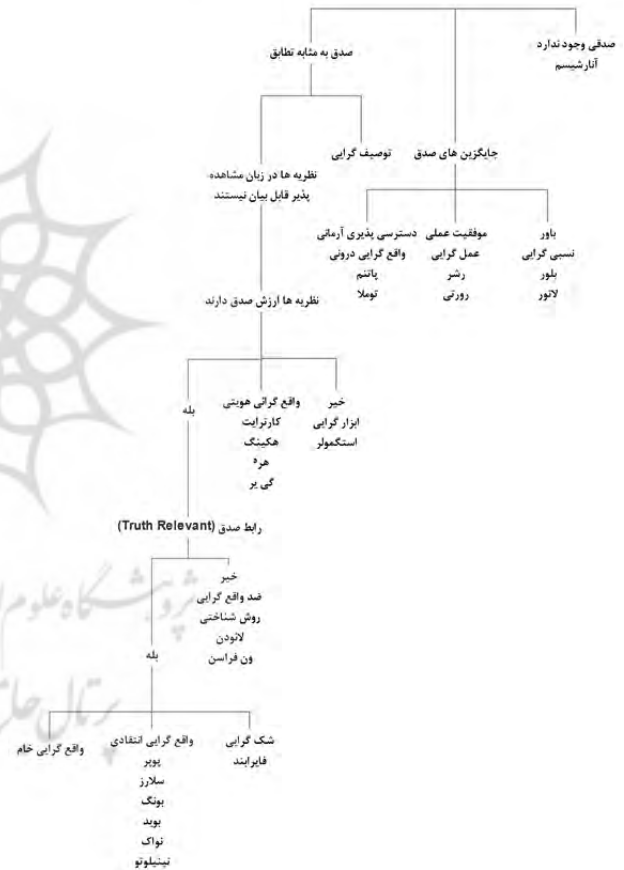 صدقی وجود ندارد
آنارشیسم
صدق به مثابه تطابق
جایگزین های صدق
توصیف گرایی
نظریه ها در زبان مشاهده
پذیر قابل بیان نیستند
باور
نسبی گرایی
بلور
لاتور
موفقیت عملی
عمل گرایی
رشر
رورتی
دسترسی پذیری آرمانی
واقع گرایی درونی
پاتنم
توملا
نظریه ها ارزش صدق دارند
خیر
ابزار گرایی
استگمولر
واقع گرائی هویتی
کارترایت
هکینگ
هره
گی یر
بله
رابط صدق (Truth Relevant)
خیر
ضد واقع گرایی
روش شناختی
لائودن
ون فراسن
بله
شک گرایی
فایرابند
واقع گرایی انتقادی
پوپر
سلارز
بونگ
بوید
نواک
نینیلوتو
واقع گرایی خام
پژوهشگاه علوم
پرتال جا